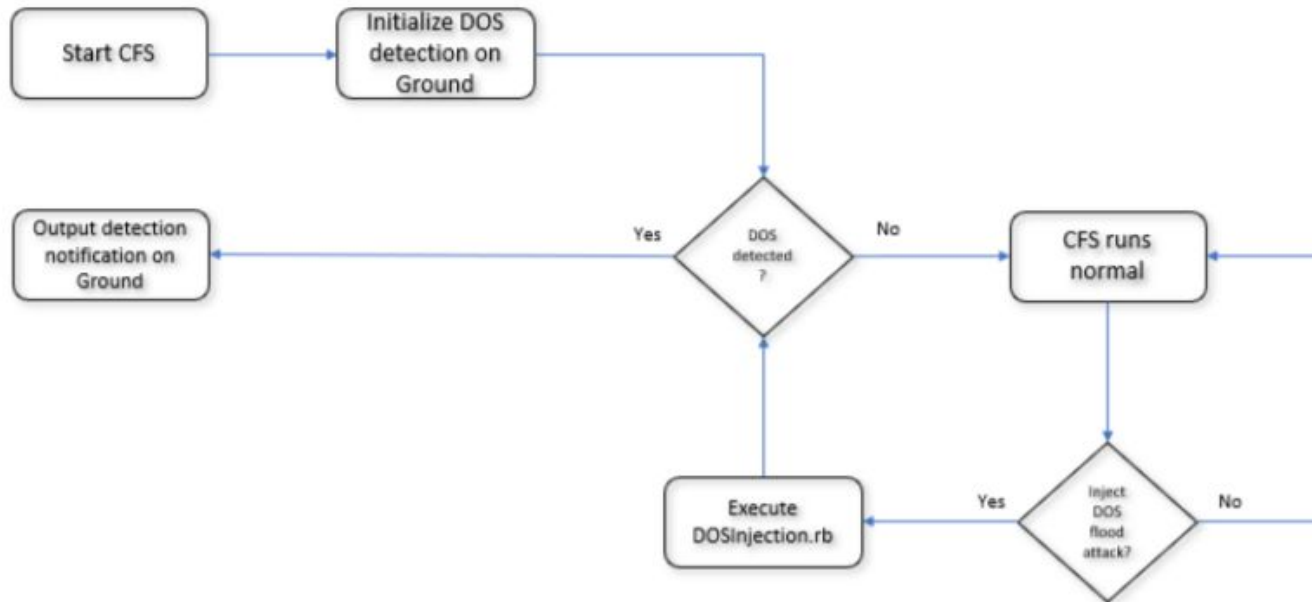 Start CFS
Initialize DOS
detection on
Ground
Output detection
notification on
Ground
Yes
DOS
detected
?
No
CFS runs
normal
Execute
DOSInjection.rb
Yes
Inject
DOS
flood
attack?
No